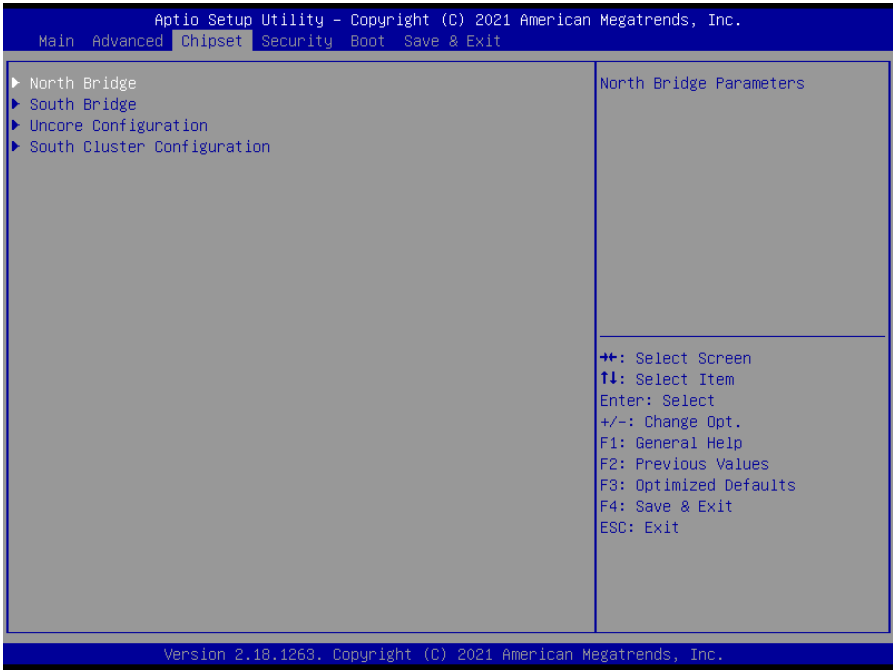 Aptio Setup Utility – Copyright (C) 2021 American Megatrends, Inc.
Main Advanced Chipset Security Boot Save & Exit
▶ North Bridge
▶ South Bridge
▶ Uncore Configuration
▶ South Cluster Configuration
North Bridge Parameters
→←: Select Screen
↑↓: Select Item
Enter: Select
+/-: Change Opt.
F1: General Help
F2: Previous Values
F3: Optimized Defaults
F4: Save & Exit
ESC: Exit
Version 2.18.1263. Copyright (C) 2021 American Megatrends, Inc.